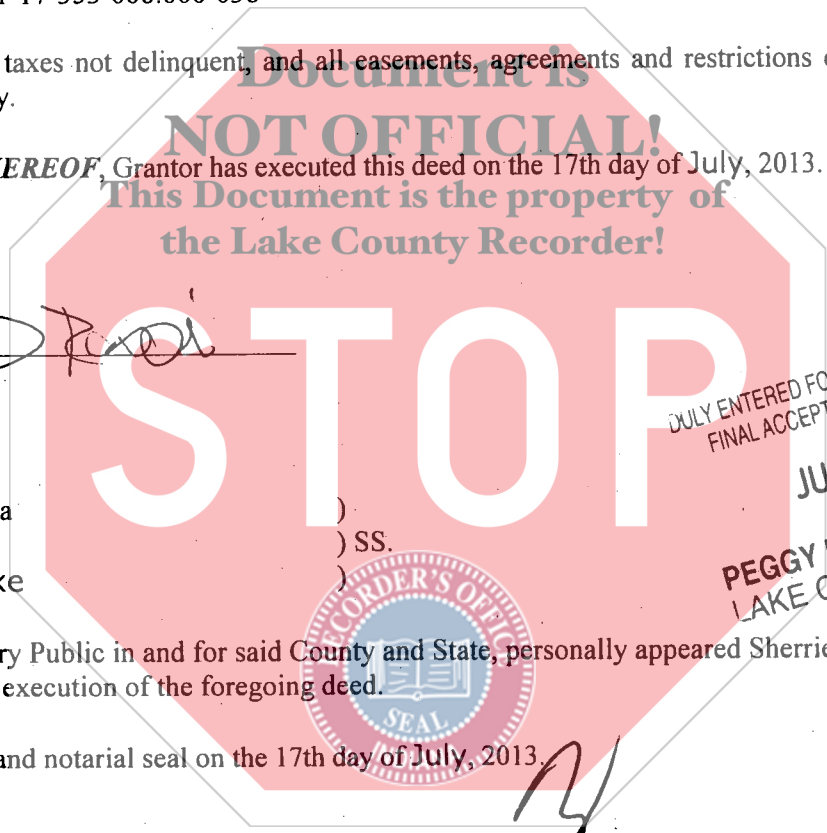 taxes not delinquent, and all easements, agreements and restrictions
Document is
y.
NOT OFFICIAL!
EREOF, Grantor has executed this deed on the 17th day of July, 2013.
This Document is the property of
the Lake County Recorder!
STOP
DULY ENTERED FO
FINAL ACCEPT
JU
a )
) SS.
ke )
PEGGY
LAKE C
RECORDER'S OFFICE
ry Public in and for said County and State, personally appeared Sherrie
execution of the foregoing deed.
SEAL
and notarial seal on the 17th day of July, 2013.